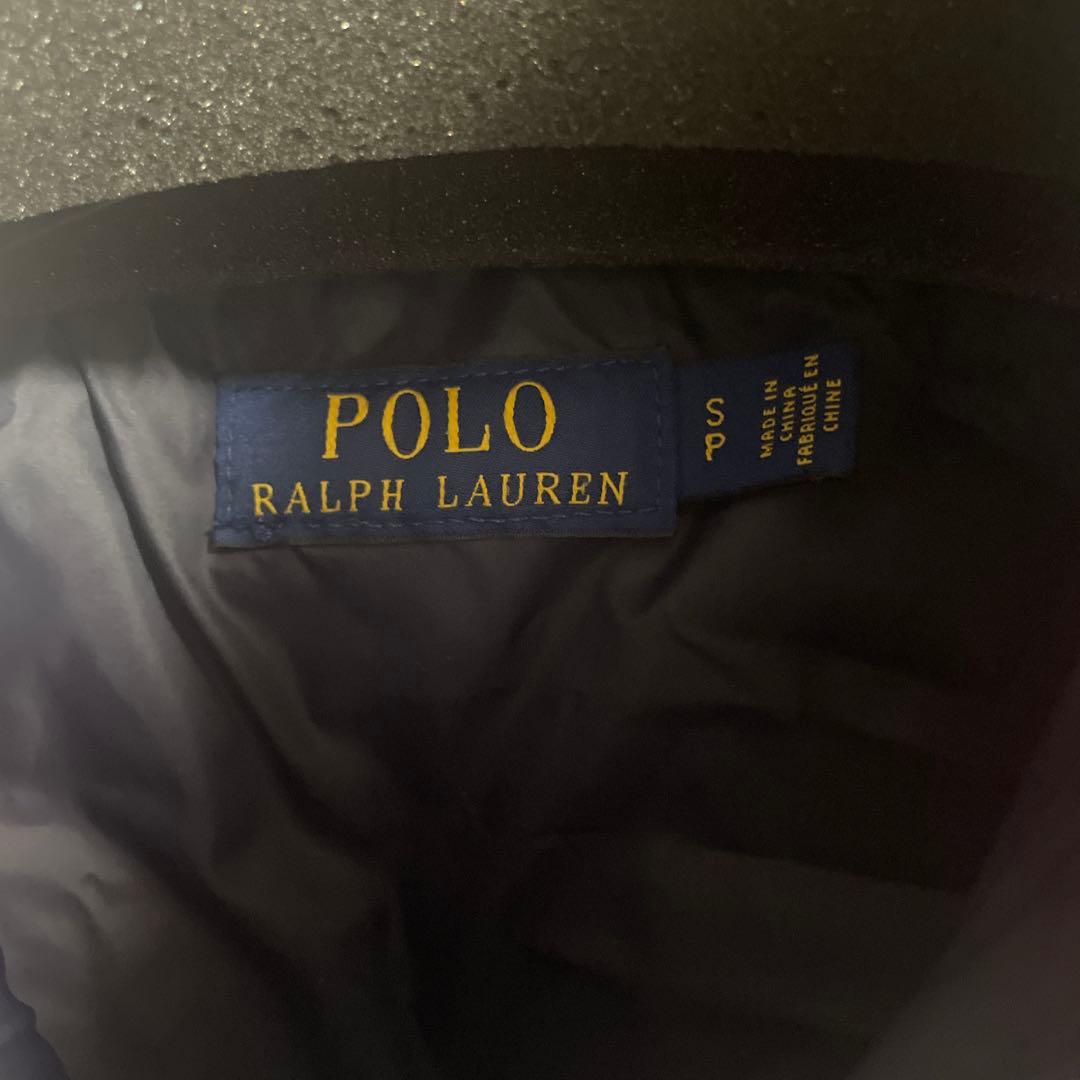 POLO
RALPH LAUREN
S
P
MADE IN
CHINA
FABRIQUÉ EN
CHINE